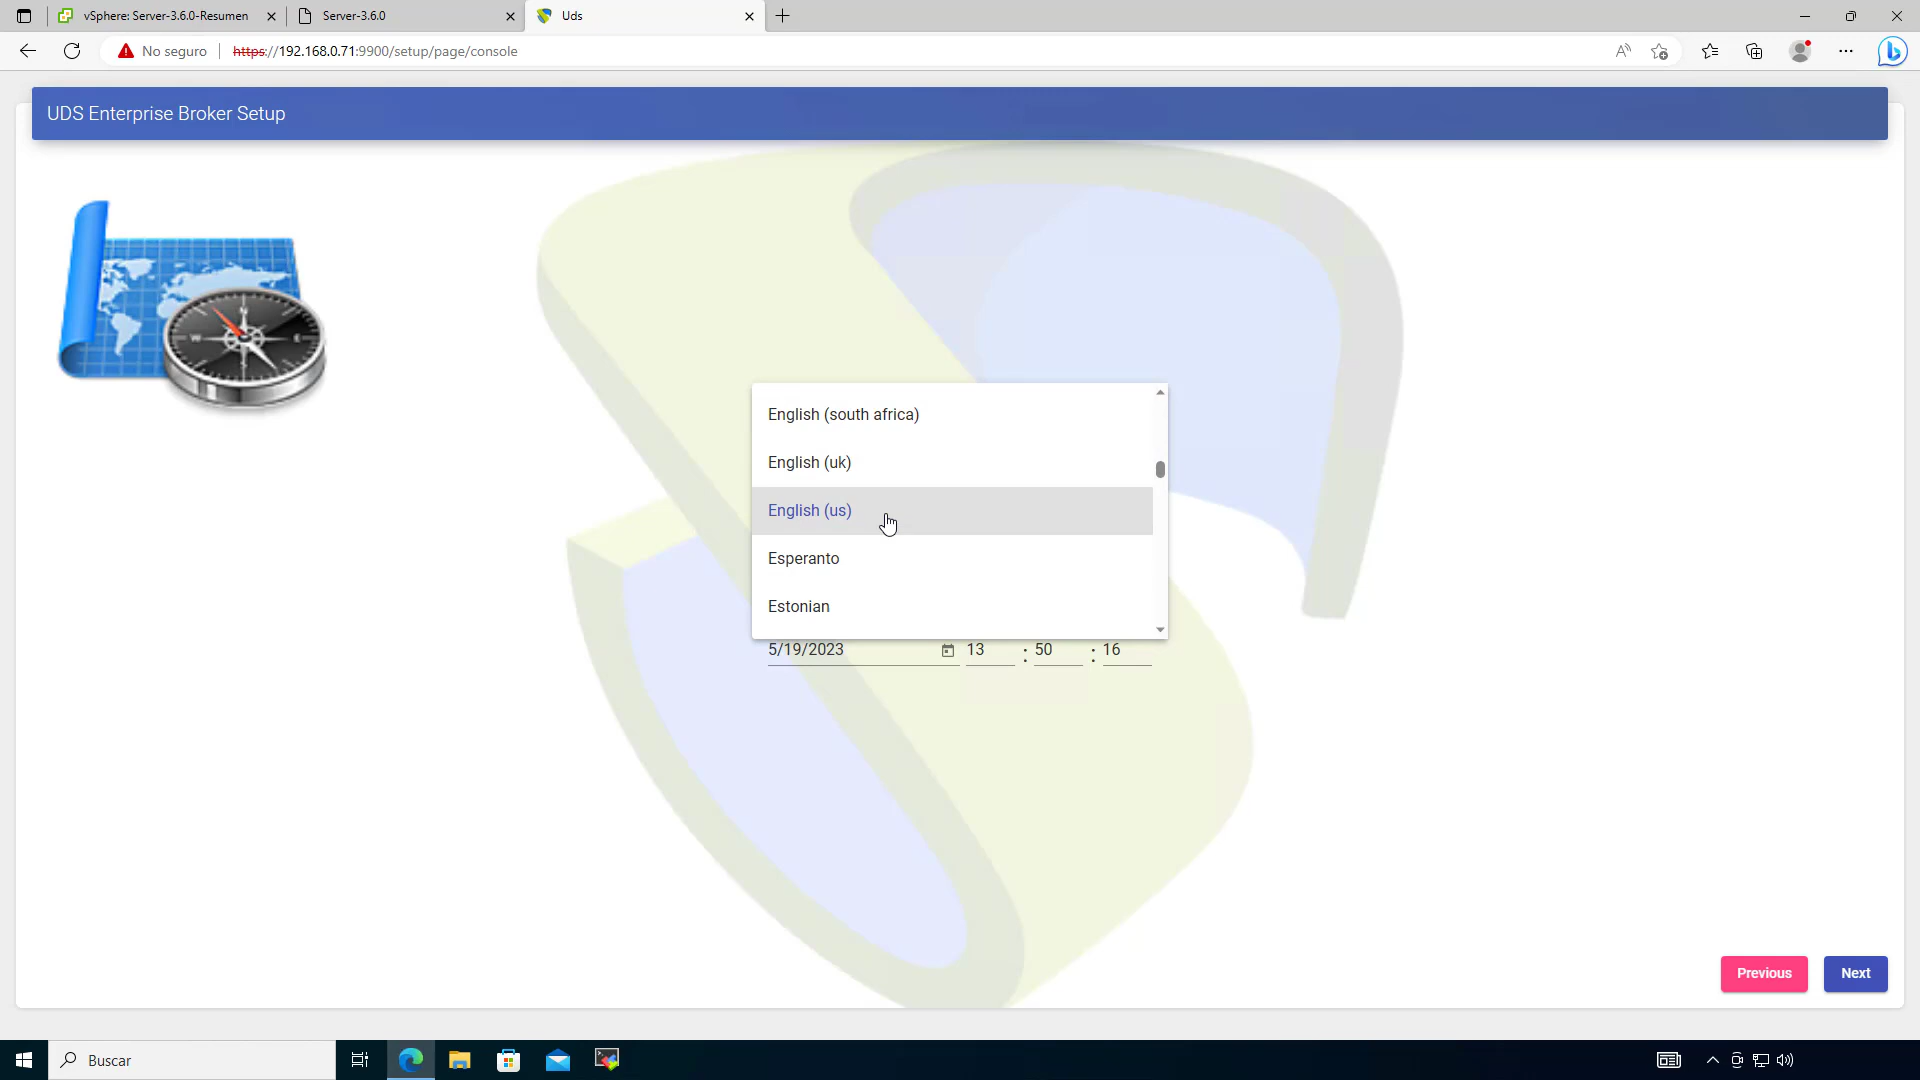 vSphere: Server-3.6.0-Resumen
Server-3.6.0
Uds
No seguro
https://192.168.0.71:9900/setup/page/console
UDS Enterprise Broker Setup
English (south africa)
English (uk)
English (us)
Esperanto
Estonian
5/19/2023 13 : 50 : 16
Previous Next
Buscar